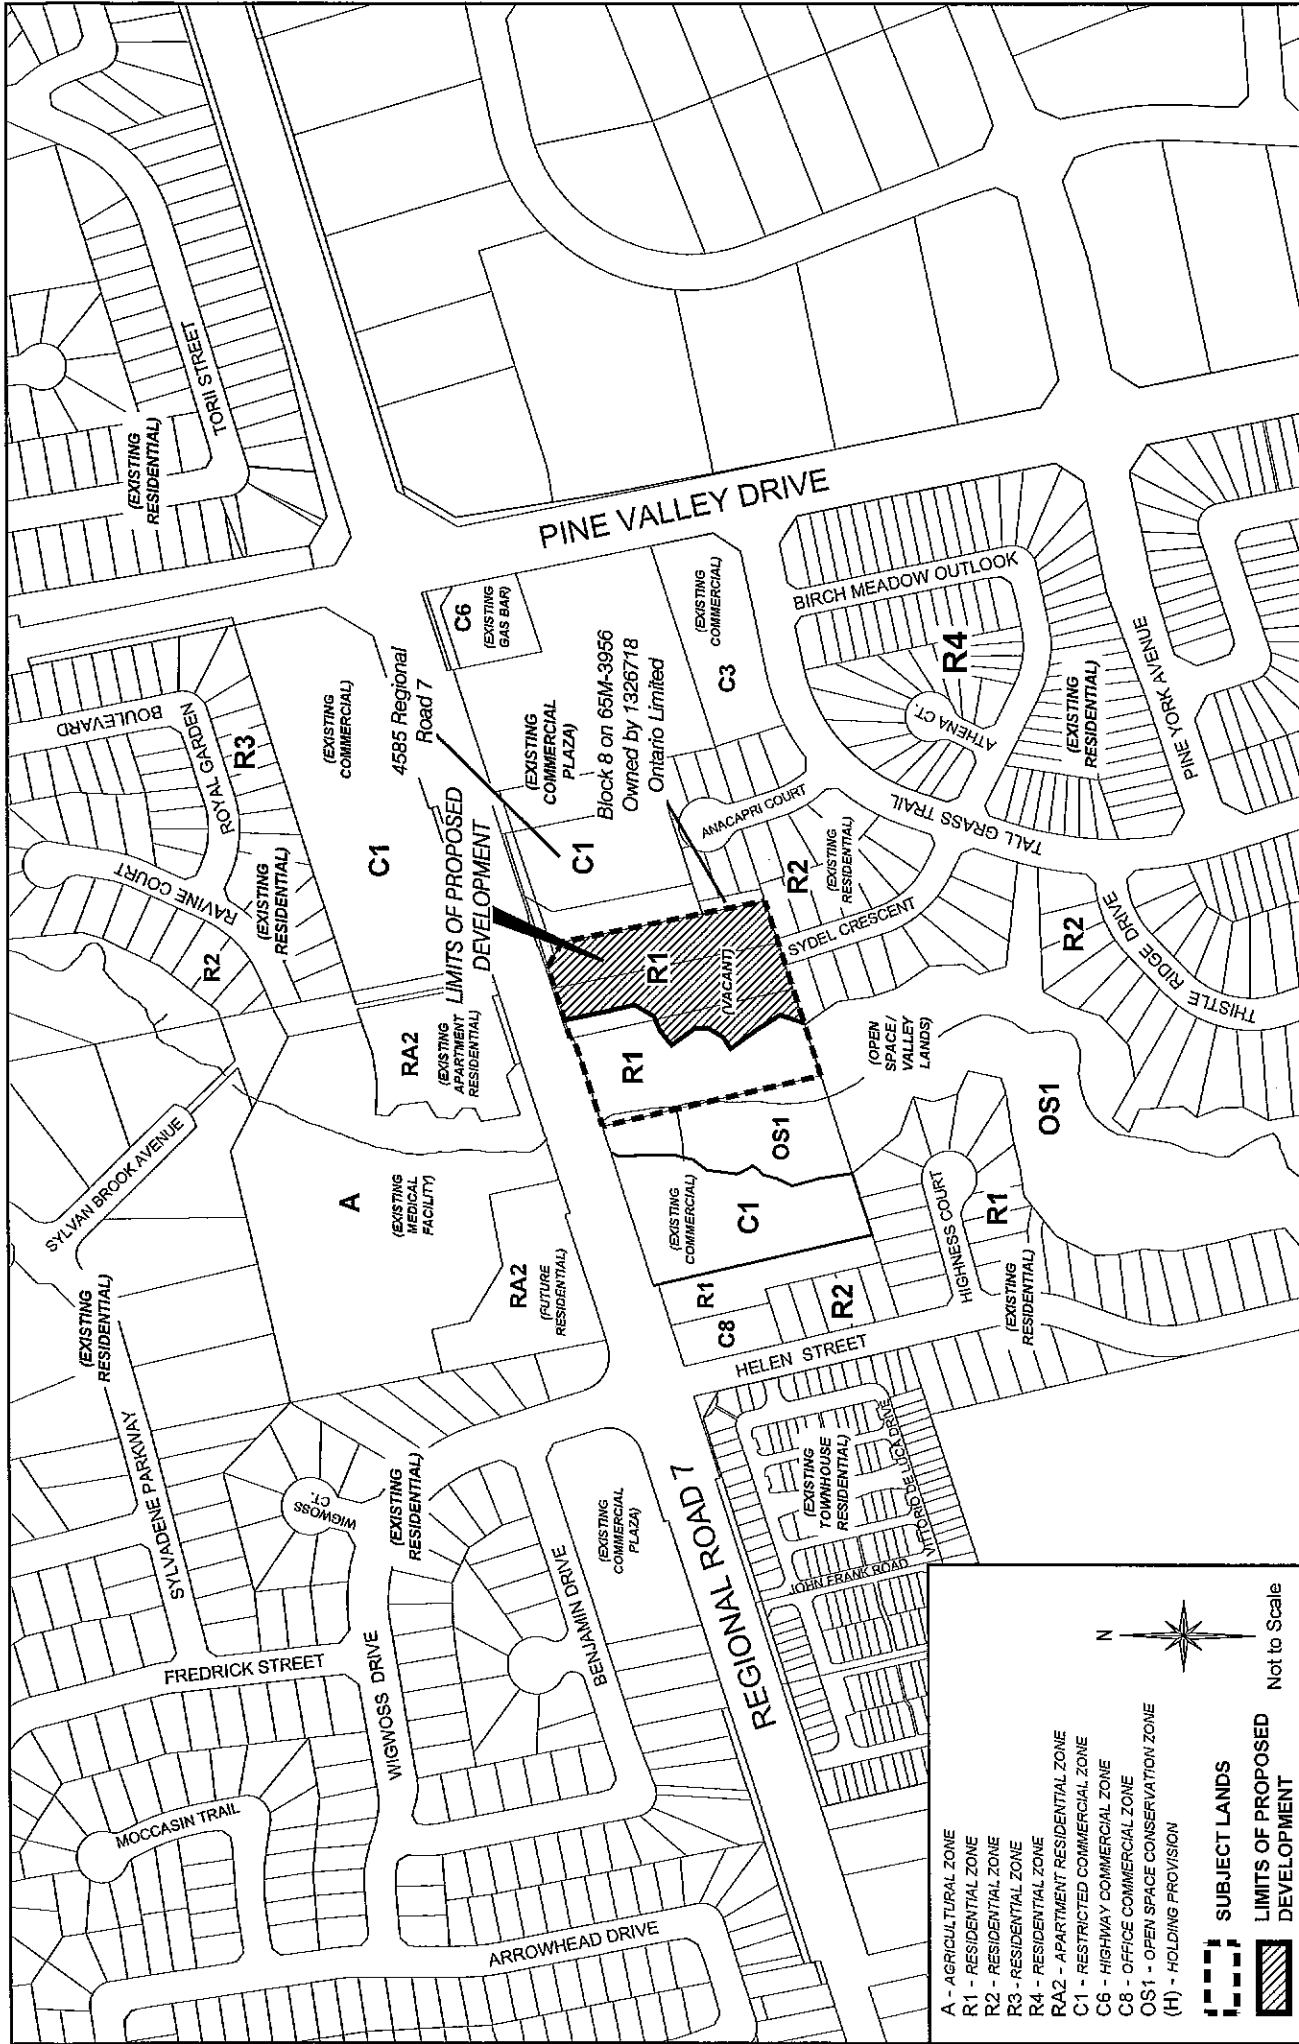 TORII STREET
(EXISTING
RESIDENTIAL)
PINE VALLEY DRIVE
ROYAL GARDEN
BOULEVARD
R3
RAVINE COURT
R2
(EXISTING
RESIDENTIAL)
(EXISTING
COMMERCIAL)
C1
4585 Regional
Road 7
C6
(EXISTING
GAS BAR)
(EXISTING
COMMERCIAL
PLAZA)
C1
Block 8 on 65M-3956
Owned by 1326718
Ontario Limited
(EXISTING
COMMERCIAL)
C3
BIRCH MEADOW OUTLOOK
R4
ATHENA CT.
(EXISTING
RESIDENTIAL)
PINE YORK AVENUE
TALL GRASS TRAIL
ANACAPRI COURT
R2
(EXISTING
RESIDENTIAL)
SYDEL CRESCENT
R2
THISTLE RIDGE DRIVE
LIMITS OF PROPOSED
DEVELOPMENT
R1
(VACANT)
R1
RA2
(EXISTING
APARTMENT
RESIDENTIAL)
SYLVAN BROOK AVENUE
A
(EXISTING
MEDICAL
FACILITY)
RA2
(FUTURE
RESIDENTIAL)
(OPEN
SPACE/
VALLEY
LANDS)
OS1
OS1
(EXISTING
COMMERCIAL)
C1
R1
C8
R2
HIGHNESS COURT
R1
(EXISTING
RESIDENTIAL)
HELEN STREET
(EXISTING
RESIDENTIAL)
SYLVADENE PARKWAY
WIGWOSS
CT.
(EXISTING
RESIDENTIAL)
(EXISTING
COMMERCIAL
PLAZA)
BENJAMIN DRIVE
REGIONAL ROAD 7
(EXISTING
TOWNHOUSE
RESIDENTIAL)
VITTORIO DE LUCA DRIVE
JOHN FRANK ROAD
FREDRICK STREET
WIGWOSS DRIVE
MOCCASIN TRAIL
ARROWHEAD DRIVE
A - AGRICULTURAL ZONE
R1 - RESIDENTIAL ZONE
R2 - RESIDENTIAL ZONE
R3 - RESIDENTIAL ZONE
R4 - RESIDENTIAL ZONE
RA2 - APARTMENT RESIDENTIAL ZONE
C1 - RESTRICTED COMMERCIAL ZONE
C6 - HIGHWAY COMMERCIAL ZONE
C8 - OFFICE COMMERCIAL ZONE
OS1 - OPEN SPACE CONSERVATION ZONE
(H) - HOLDING PROVISION
SUBJECT LANDS
LIMITS OF PROPOSED
DEVELOPMENT
N
Not to Scale